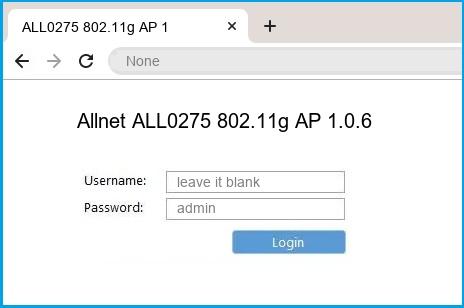 ALL0275 802.11g AP 1
None
Allnet ALL0275 802.11g AP 1.0.6
Username: leave it blank
Password: admin
Login